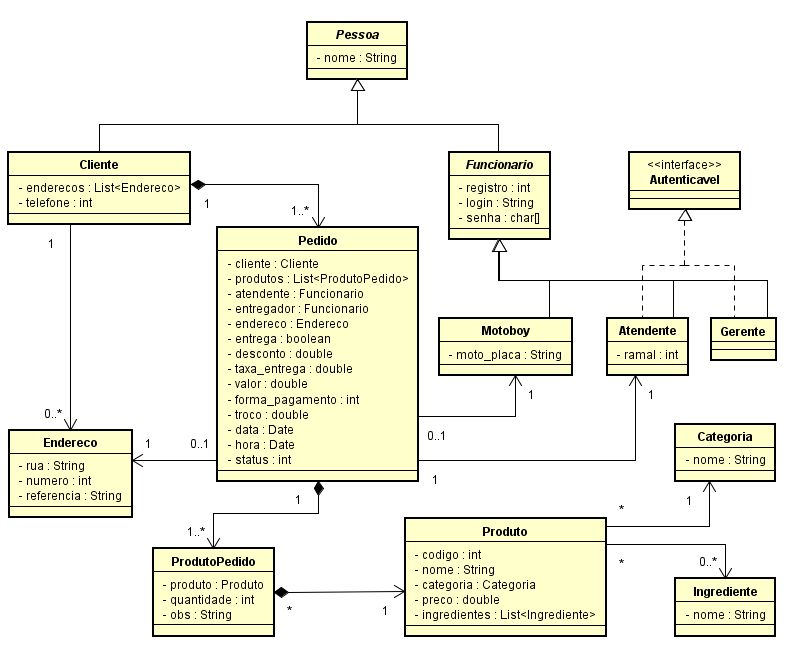 Pessoa
- nome : String
Cliente
- enderecos : List<Endereco>
- telefone : int
Funcionario
- registro : int
- login : String
- senha : char[]
<<interface>>
Autenticavel
1
1..*
1
Pedido
- cliente : Cliente
- produtos : List<ProdutoPedido>
- atendente : Funcionario
- entregador : Funcionario
- endereco : Endereco
- entrega : boolean
- desconto : double
- taxa_entrega : double
- valor : double
- forma_pagamento : int
- troco : double
- data : Date
- hora : Date
- status : int
Motoboy
- moto_placa : String
Atendente
- ramal : int
Gerente
1
1
0..*
0..1
1
0..1
1
Endereco
- rua : String
- numero : int
- referencia : String
Categoria
- nome : String
1
1..*
*
1
ProdutoPedido
- produto : Produto
- quantidade : int
- obs : String
*
1
Produto
- codigo : int
- nome : String
- categoria : Categoria
- preco : double
- ingredientes : List<Ingrediente>
*
0..*
Ingrediente
- nome : String